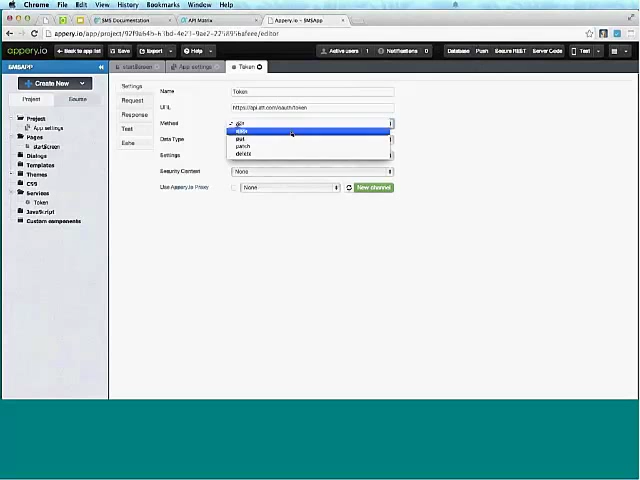 Chrome File Edit View History Bookmarks Window Help
SMS Documentation API Matrix Appery.io – SMSApp
appery.io/app/project/
/editor
appery.io Back to app list Save Export Help Active users 1 Notifications 0 Database Push Secure REST Server Code Test
SMSAPP startScreen App settings Token
Create New
Project Source
Project
App settings
Pages
startScreen
Dialogs
Templates
Themes
CSS
Services
Token
JavaScript
Custom components
Settings
Request
Response
Test
Echo
Name Token
URL https://api.att.com/oauth/token
Method get
put
patch
delete
Data Type
Settings
Security Context None
Use Appery.io Proxy None New channel